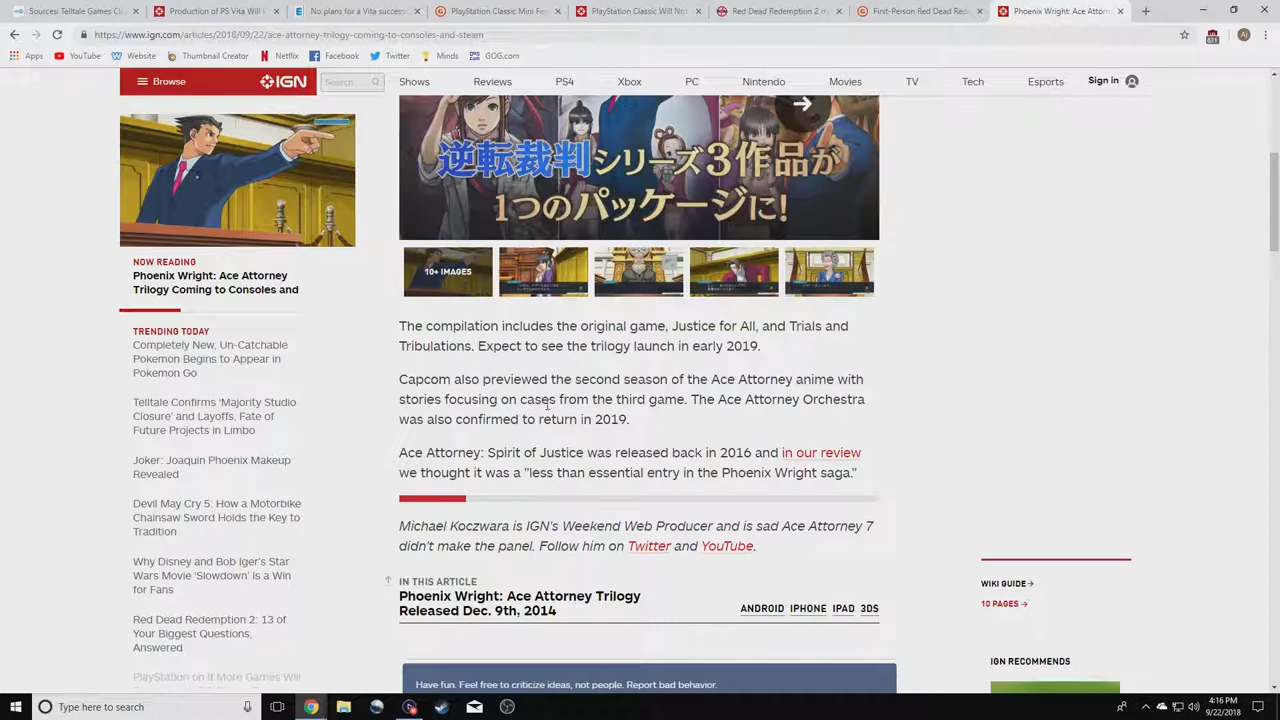 Sources: Telltale Games Clo
Production of PS Vita Will E
No plans for a Vita success
PlayStation Classic Mini Fe
PlayStation Classic Will Not
Red Dead Redemption 2 m
First-Person Red Dead Rede
Phoenix Wright: Ace Attorn
https://www.ign.com/articles/2018/09/22/ace-attorney-trilogy-coming-to-consoles-and-steam
Apps YouTube Website Thumbnail Creator Netflix Facebook Twitter Minds GOG.com
Browse IGN Search Shows Reviews PS4 Xbox PC Nintendo Movies TV Tech Esports Sign in
NOW READING
Phoenix Wright: Ace Attorney
Trilogy Coming to Consoles and
TRENDING TODAY
Completely New, Un-Catchable
Pokemon Begins to Appear in
Pokemon Go
Telltale Confirms 'Majority Studio
Closure' and Layoffs, Fate of
Future Projects in Limbo
Joker: Joaquin Phoenix Makeup
Revealed
Devil May Cry 5: How a Motorbike
Chainsaw Sword Holds the Key to
Tradition
Why Disney and Bob Iger's Star
Wars Movie 'Slowdown' Is a Win
for Fans
Red Dead Redemption 2: 13 of
Your Biggest Questions,
Answered
PlayStation on If More Games Will
逆転裁判シリーズ3作品が
1つのパッケージに!
10+ IMAGES
The compilation includes the original game, Justice for All, and Trials and
Tribulations. Expect to see the trilogy launch in early 2019.
Capcom also previewed the second season of the Ace Attorney anime with
stories focusing on cases from the third game. The Ace Attorney Orchestra
was also confirmed to return in 2019.
Ace Attorney: Spirit of Justice was released back in 2016 and in our review
we thought it was a "less than essential entry in the Phoenix Wright saga."
Michael Koczwara is IGN's Weekend Web Producer and is sad Ace Attorney 7
didn't make the panel. Follow him on Twitter and YouTube.
IN THIS ARTICLE
Phoenix Wright: Ace Attorney Trilogy
Released Dec. 9th, 2014
ANDROID IPHONE IPAD 3DS
Have fun. Feel free to criticize ideas, not people. Report bad behavior.
WIKI GUIDE
10 PAGES
IGN RECOMMENDS
Type here to search
4:16 PM
9/22/2018